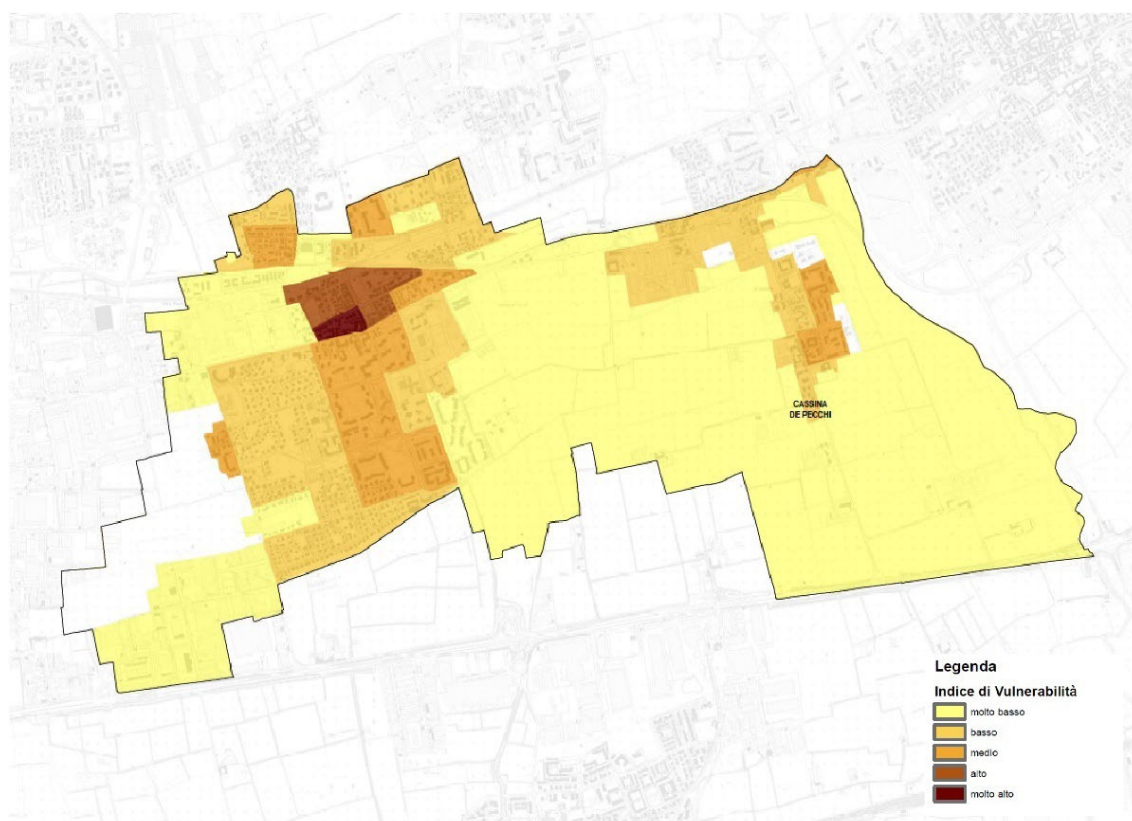 CASSINA
DE PECCHI
Legenda
Indice di Vulnerabilità
molto basso
basso
medio
alto
molto alto